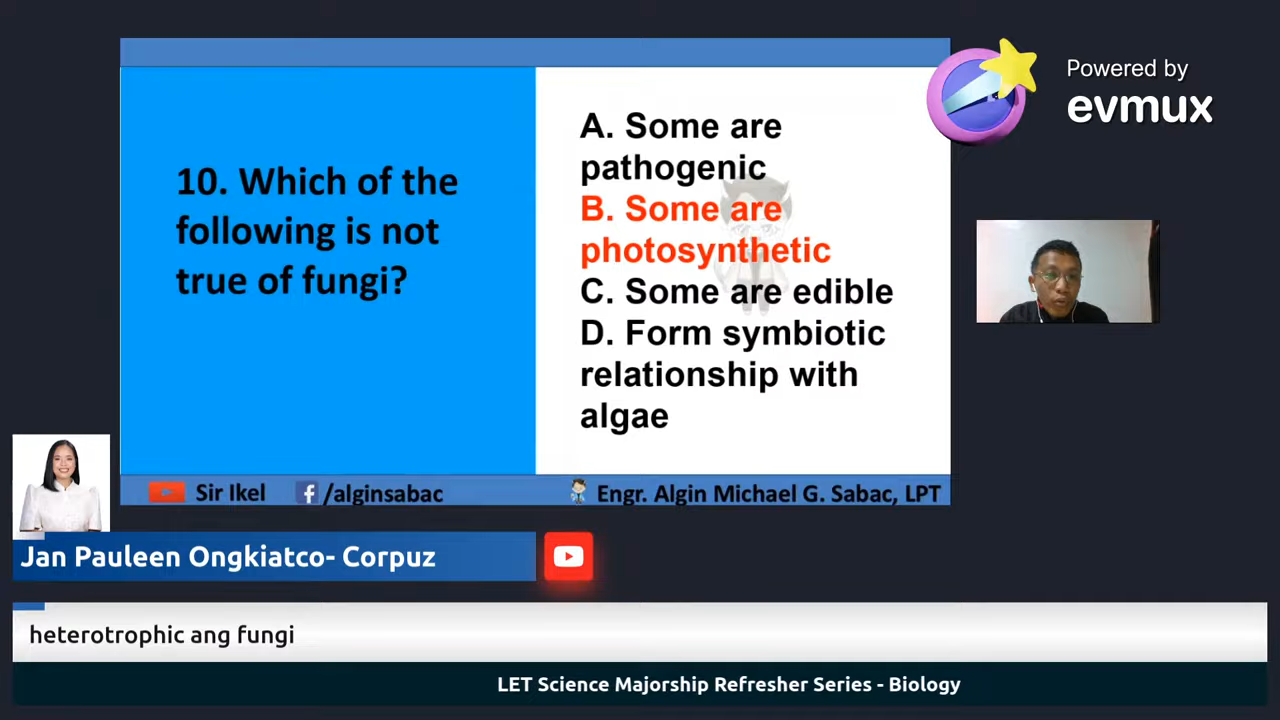 Powered by
evmux
10. Which of the
following is not
true of fungi?
A. Some are
pathogenic
B. Some are
photosynthetic
C. Some are edible
D. Form symbiotic
relationship with
algae
Sir Ikel
/alginsabac
Engr. Algin Michael G. Sabac, LPT
Jan Pauleen Ongkiatco- Corpuz
heterotrophic ang fungi
LET Science Majorship Refresher Series - Biology